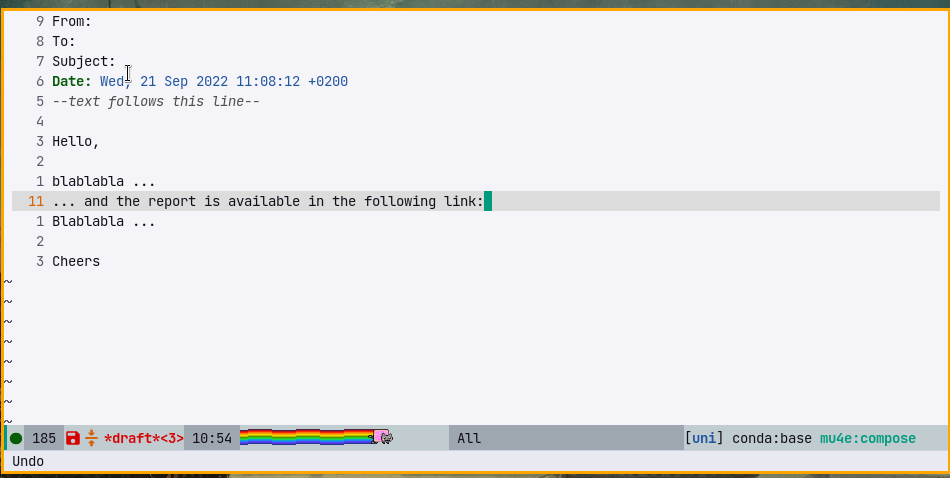 9 From:
8 To:
7 Subject:
6 Date: Wed, 21 Sep 2022 11:08:12 +0200
5 --text follows this line--
4
3 Hello,
2
1 blablabla ...
11 ... and the report is available in the following link:
1 Blablabla ...
2
3 Cheers
~
~
~
~
~
~
~
~
185 *draft*<3> 10:54 All [uni] conda:base mu4e:compose
Undo